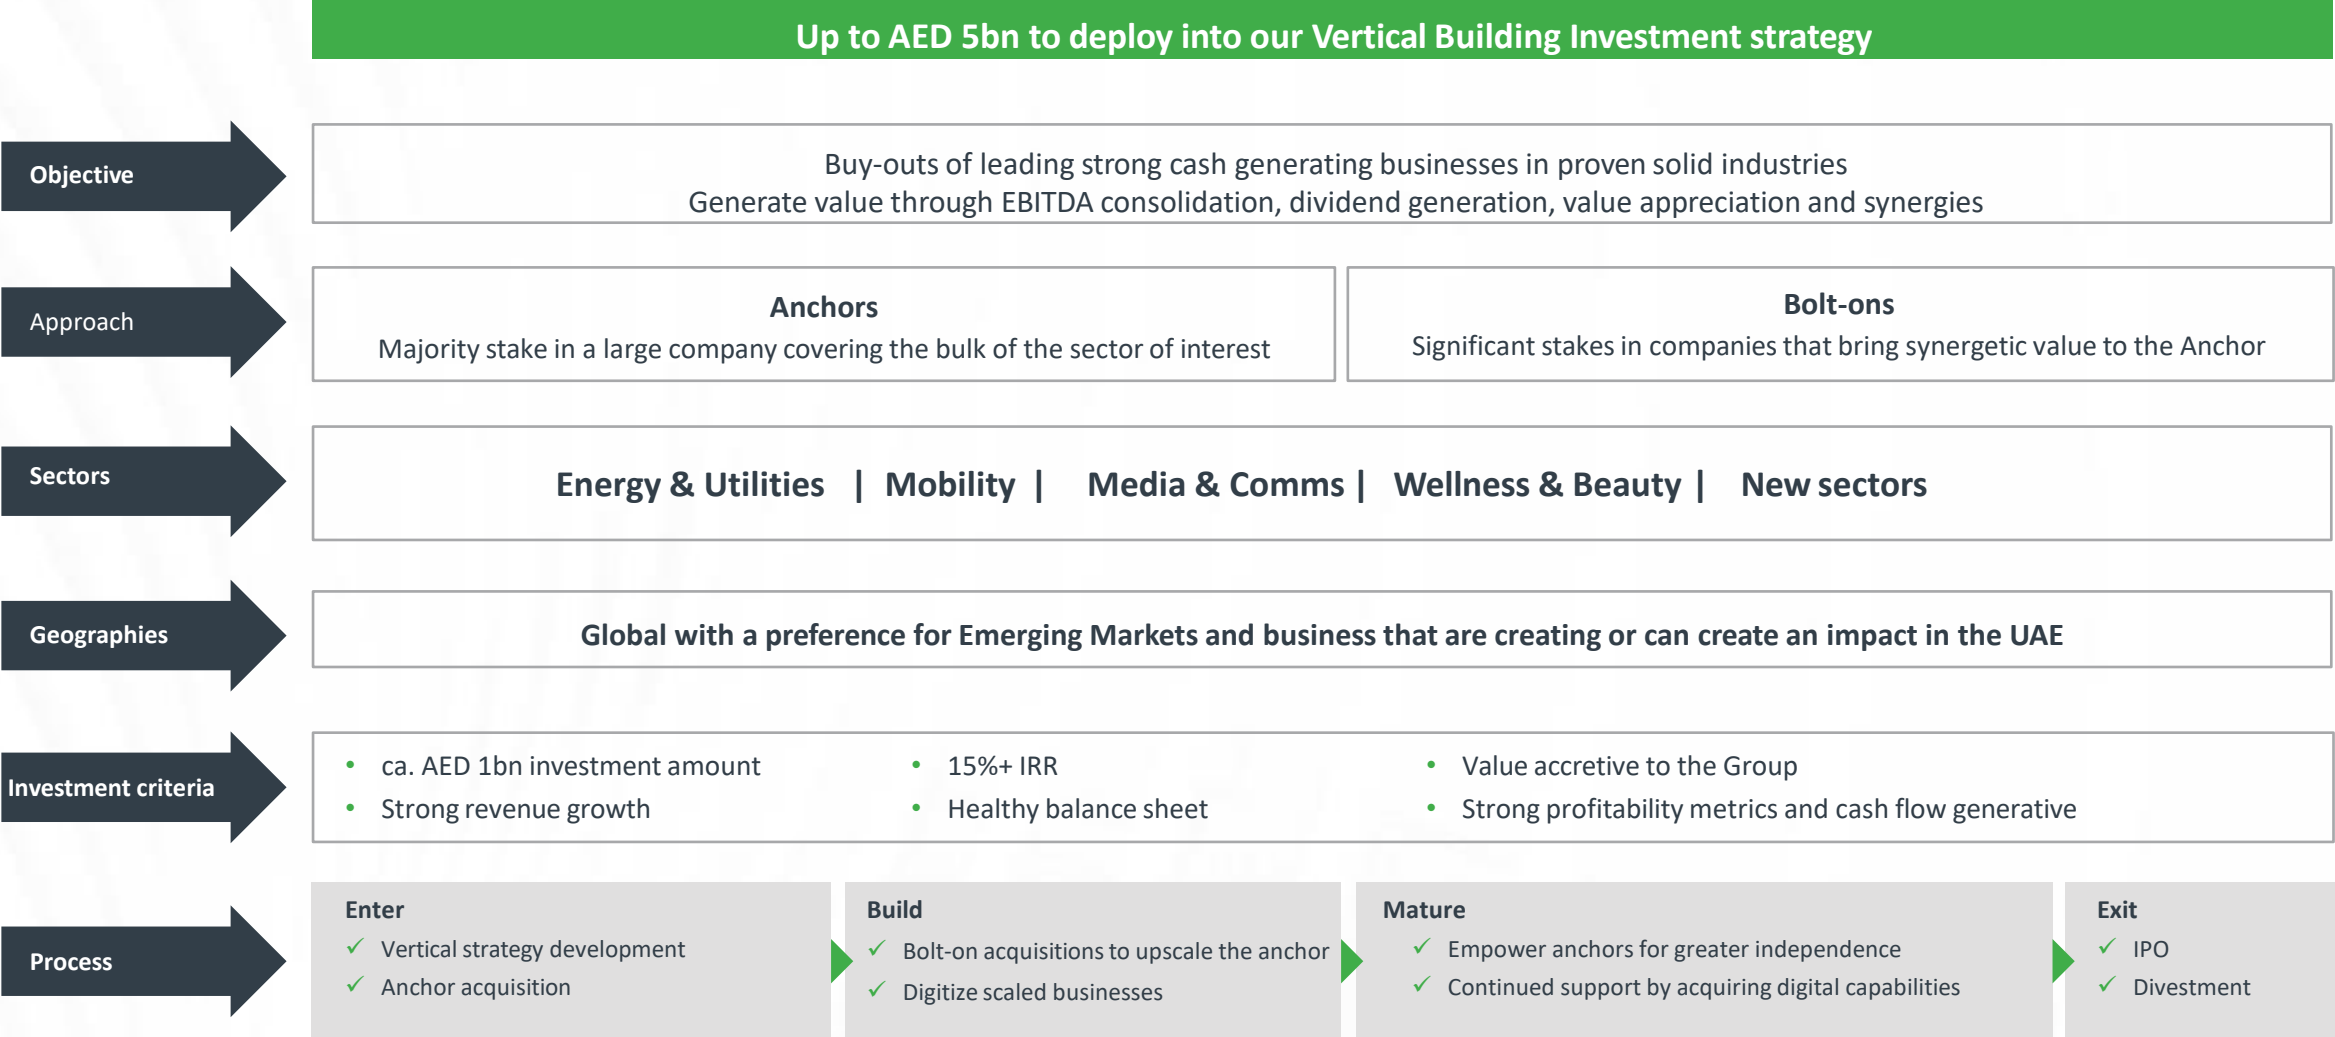 Up to AED 5bn to deploy into our Vertical Building Investment strategy
Objective
Buy-outs of leading strong cash generating businesses in proven solid industries
Generate value through EBITDA consolidation, dividend generation, value appreciation and synergies
Approach
Anchors
Majority stake in a large company covering the bulk of the sector of interest
Bolt-ons
Significant stakes in companies that bring synergetic value to the Anchor
Sectors
Energy & Utilities | Mobility | Media & Comms | Wellness & Beauty | New sectors
Geographies
Global with a preference for Emerging Markets and business that are creating or can create an impact in the UAE
Investment criteria
• ca. AED 1bn investment amount
• Strong revenue growth
• 15%+ IRR
• Healthy balance sheet
• Value accretive to the Group
• Strong profitability metrics and cash flow generative
Process
Enter
✓ Vertical strategy development
✓ Anchor acquisition
Build
✓ Bolt-on acquisitions to upscale the anchor
✓ Digitize scaled businesses
Mature
✓ Empower anchors for greater independence
✓ Continued support by acquiring digital capabilities
Exit
✓ IPO
✓ Divestment